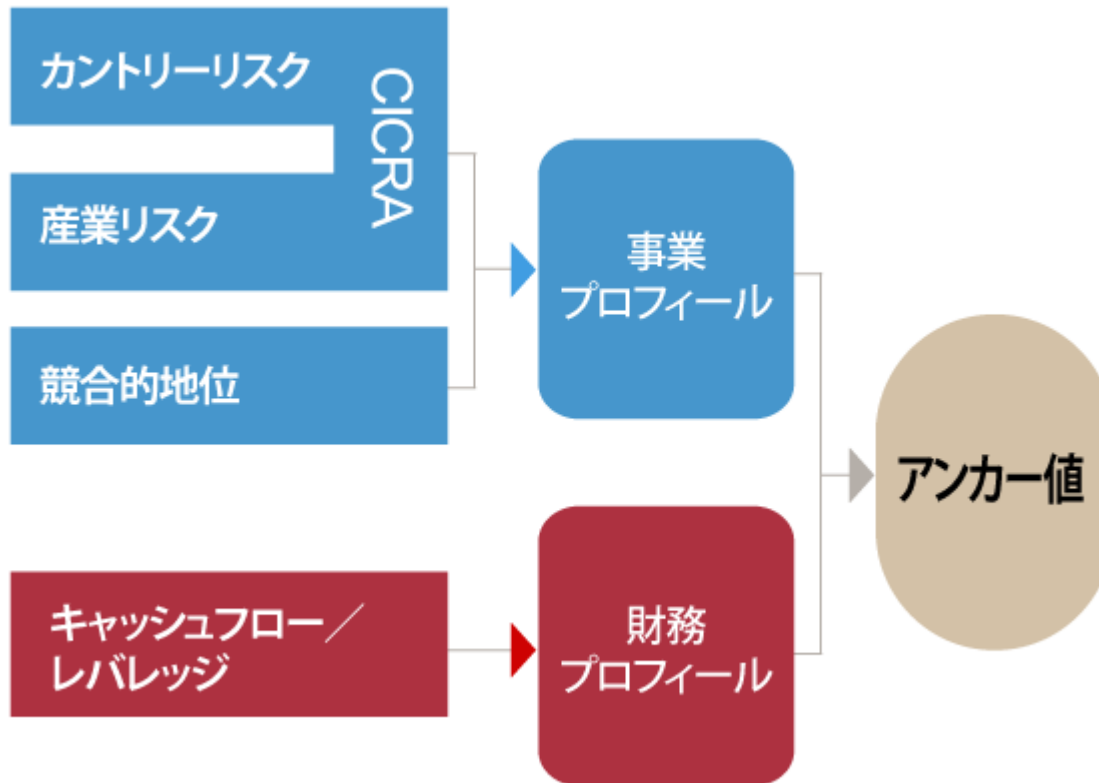 カントリーリスク
CICRA
産業リスク
競合的地位
事業
プロフィール
キャッシュフロー／
レバレッジ
財務
プロフィール
アンカー値